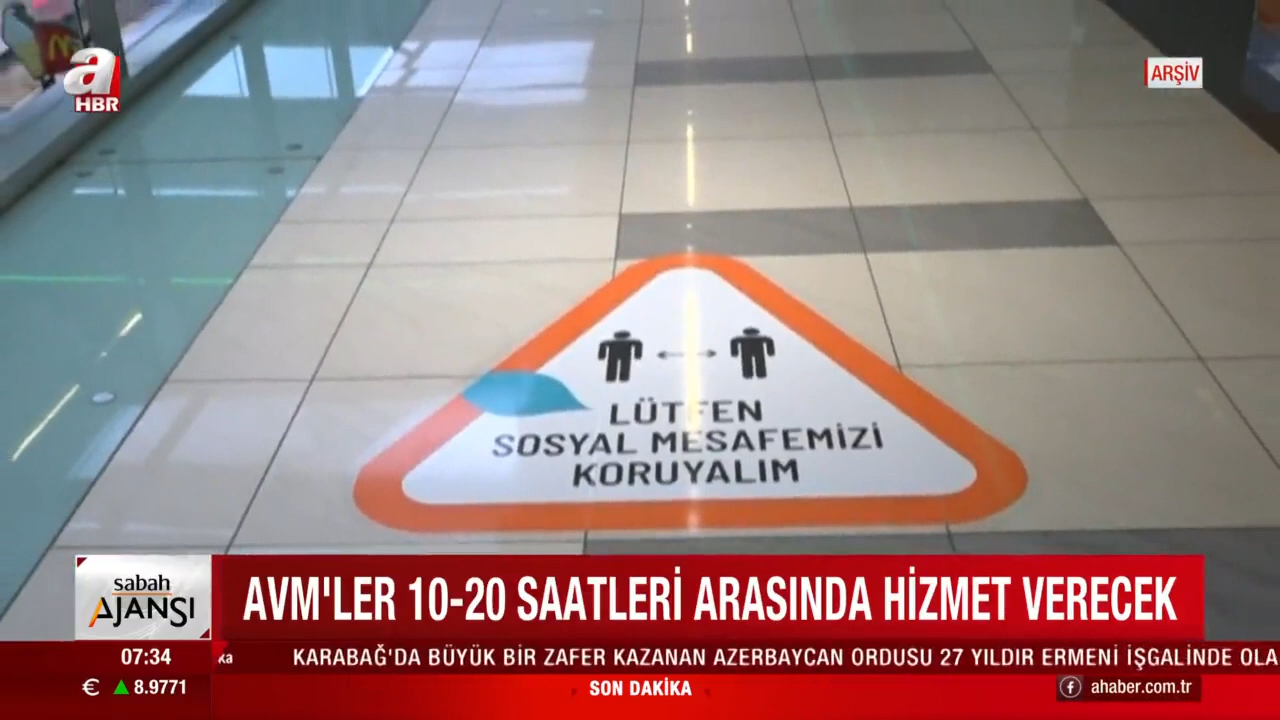 a
HBR
ARŞİV
LÜTFEN
SOSYAL MESAFEMİZİ
KORUYALIM
sabah
AJANSI
AVM'LER 10-20 SAATLERİ ARASINDA HİZMET VERECEK
07:34
ka KARABAĞ'DA BÜYÜK BİR ZAFER KAZANAN AZERBAYCAN ORDUSU 27 YILDIR ERMENİ İŞGALİNDE OLA
€ ▲ 8.9771
SON DAKİKA
ahaber.com.tr